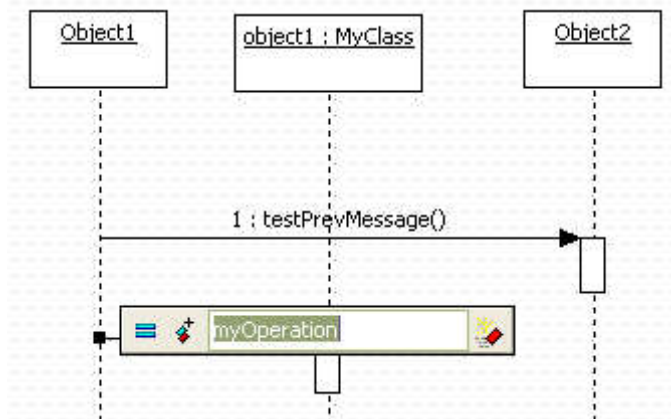 Object1
object1 : MyClass
Object2
1 : testPrevMessage()
myOperation